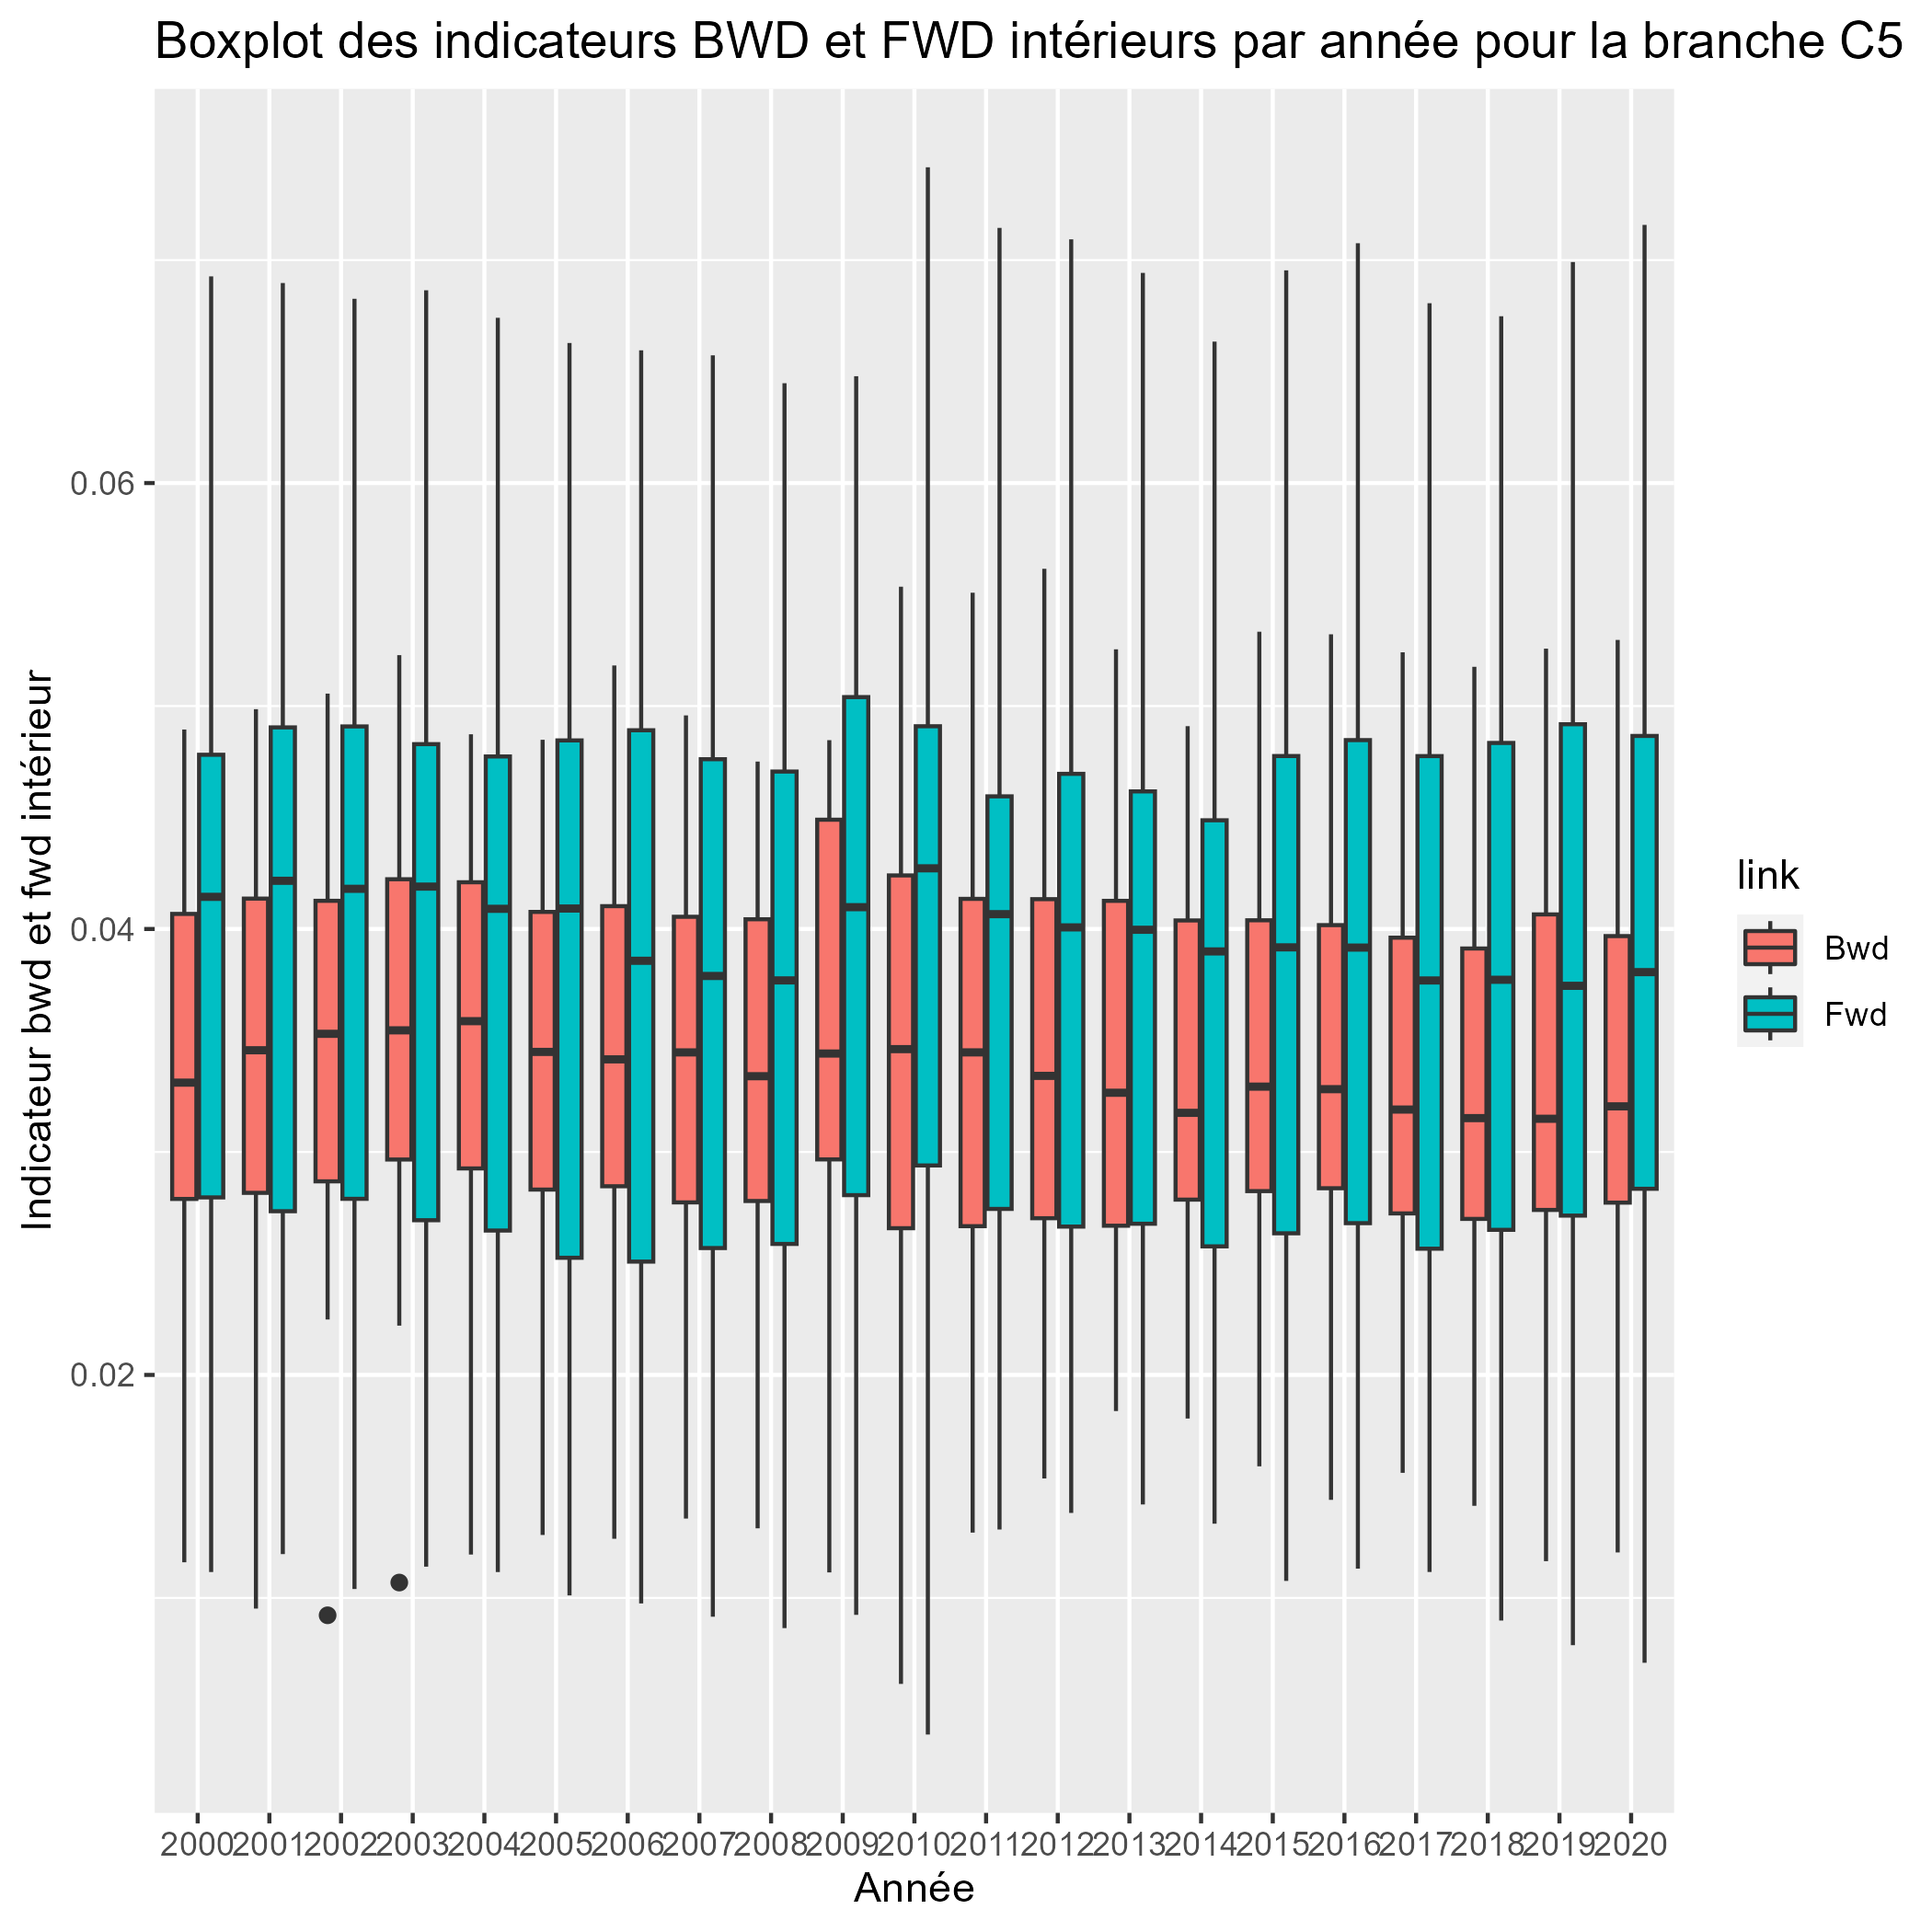 Boxplot des indicateurs BWD et FWD intérieurs par année pour la branche C5
Indicateur bwd et fwd intérieur
0.06
0.04
0.02
2000 2001 2002 2003 2004 2005 2006 2007 2008 2009 2010 2011 2012 2013 2014 2015 2016 2017 2018 2019 2020
Année
link
Bwd
Fwd